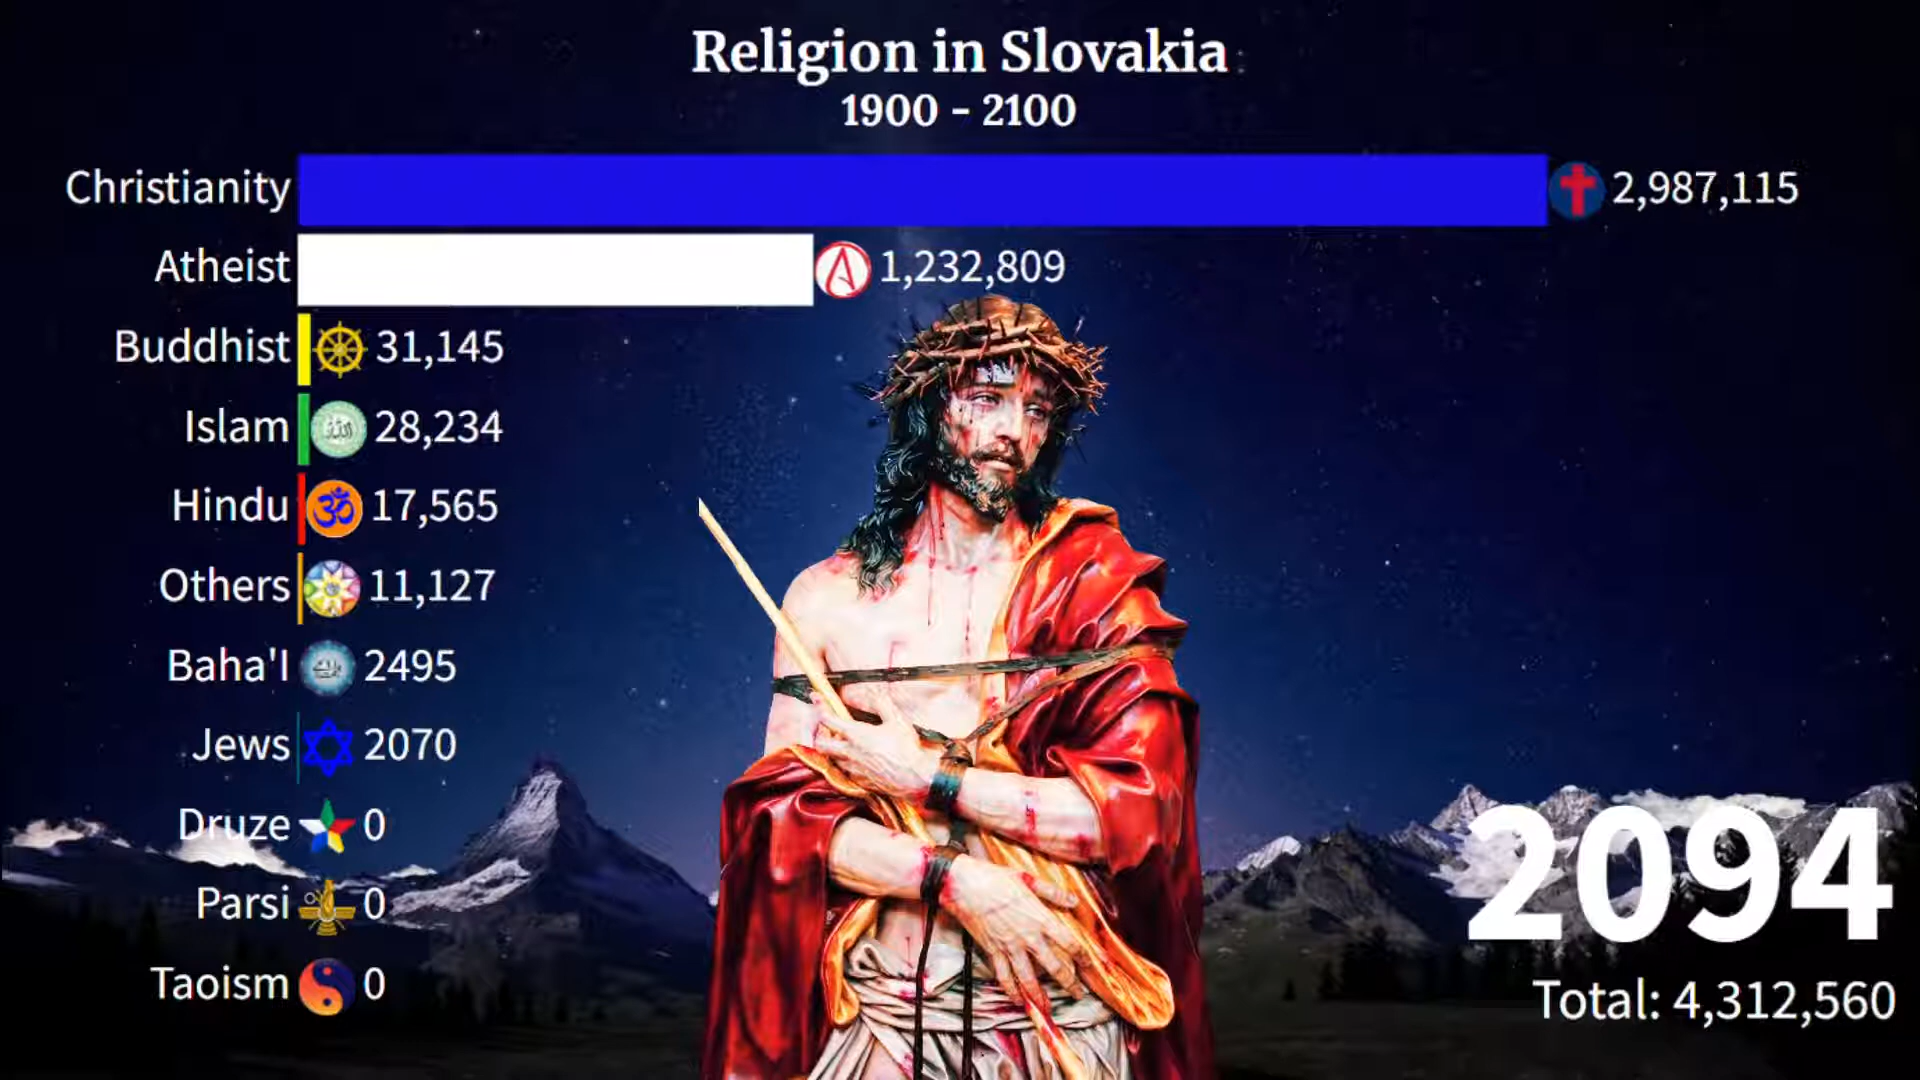 Religion in Slovakia
1900 - 2100
Christianity 2,987,115
Atheist 1,232,809
Buddhist 31,145
Islam 28,234
Hindu 17,565
Others 11,127
Baha'I 2495
Jews 2070
Druze 0
Parsi 0
Taoism 0
2094
Total: 4,312,560